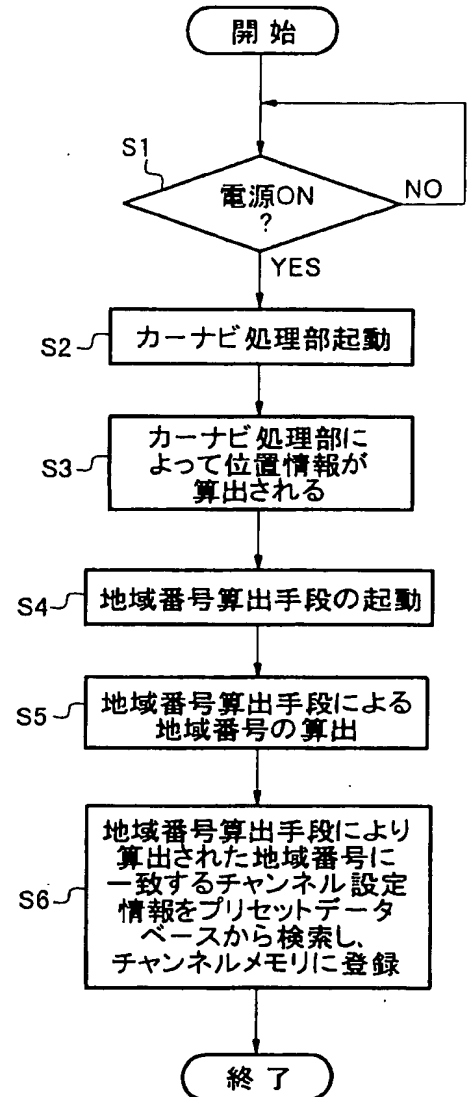 開始
S1
電源ON
?
NO
YES
S2
カーナビ処理部起動
S3
カーナビ処理部に
よって位置情報が
算出される
S4
地域番号算出手段の起動
S5
地域番号算出手段による
地域番号の算出
S6
地域番号算出手段により
算出された地域番号に
一致するチャンネル設定
情報をプリセットデータ
ベースから検索し、
チャンネルメモリに登録
終了